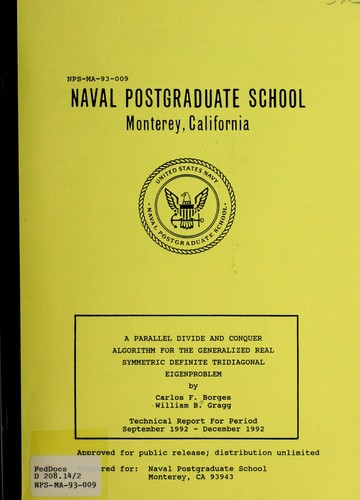 NPS-MA-93-009
NAVAL POSTGRADUATE SCHOOL
Monterey, California
UNITED STATES NAVY
NAVAL POSTGRADUATE SCHOOL
A PARALLEL DIVIDE AND CONQUER
ALGORITHM FOR THE GENERALIZED REAL
SYMMETRIC DEFINITE TRIDIAGONAL
EIGENPROBLEM
by
Carlos F. Borges
William B. Gragg
Technical Report For Period
September 1992 - December 1992
Approved for public release; distribution unlimited
for: Naval Postgraduate School
Monterey, CA 93943
FedDocs
D 208.14/2
NPS-MA-93-009